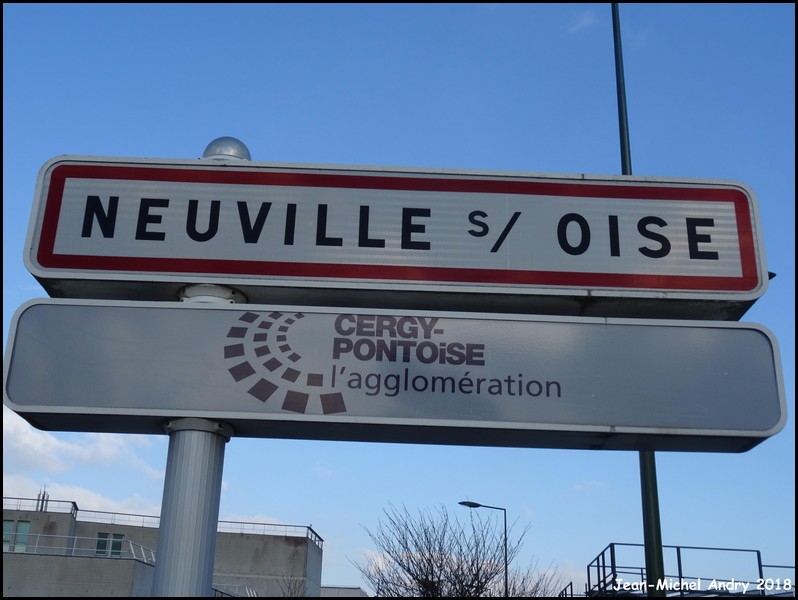 NEUVILLE s/ OISE
CERGY-
PONTOiSE
l'agglomération
Jean-Michel Andry 2018